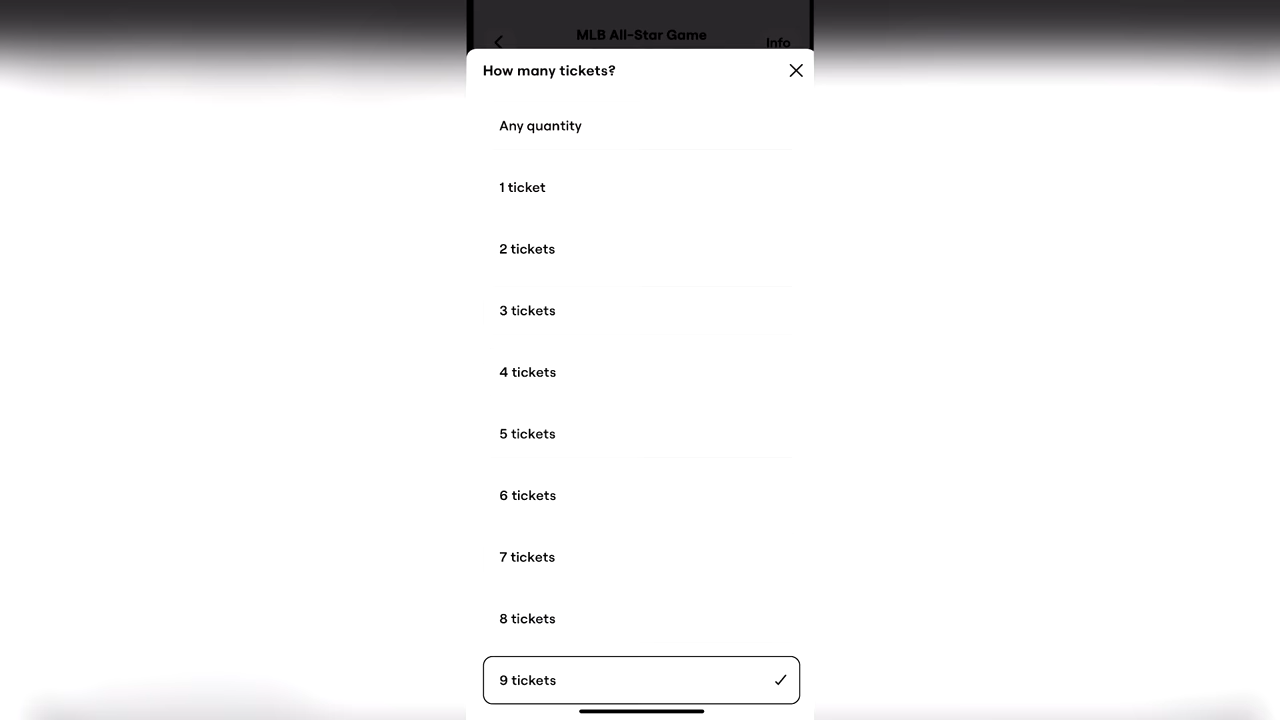 MLB All-Star Game
Info
How many tickets?
Any quantity
1 ticket
2 tickets
3 tickets
4 tickets
5 tickets
6 tickets
7 tickets
8 tickets
9 tickets